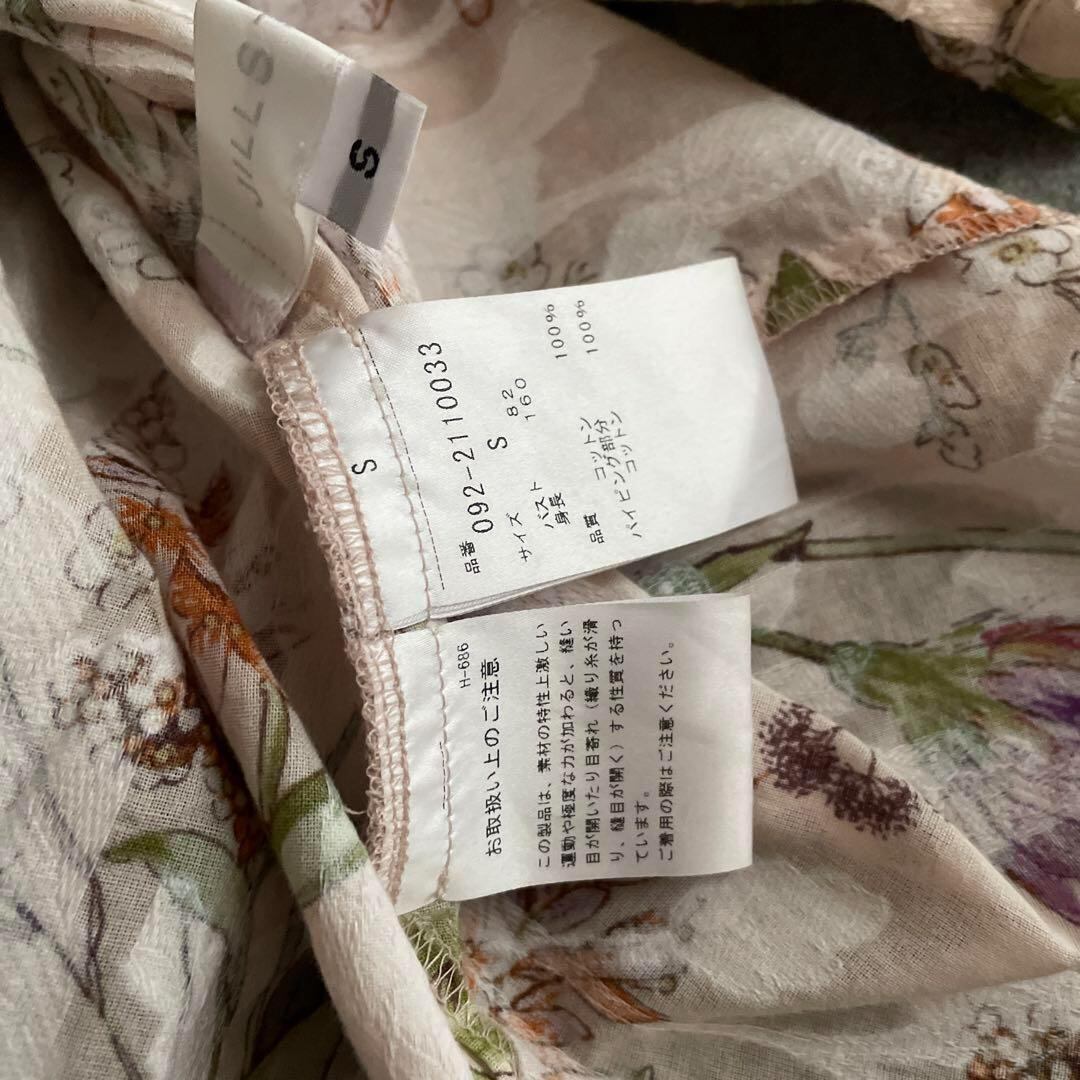 JILLS
S
S
品番 092-2110033
サイズ S
バスト 82
身長 160
品質 コットン 100%
パイピング部分
コットン 100%
H-686
お取扱い上のご注意
この製品は、素材の特性上激しい
運動や極度な力が加わると、縫い
目が開いたり目寄れ（織り糸が滑
り、縫目が開く）する性質を持っ
ています。
ご着用の際はご注意ください。